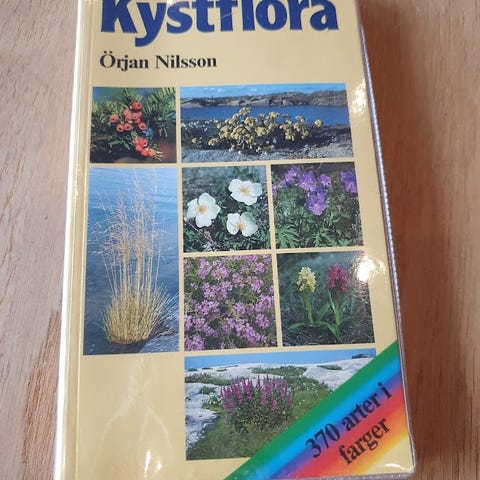 Kystflora
Örjan Nilsson
370 arter i
farger